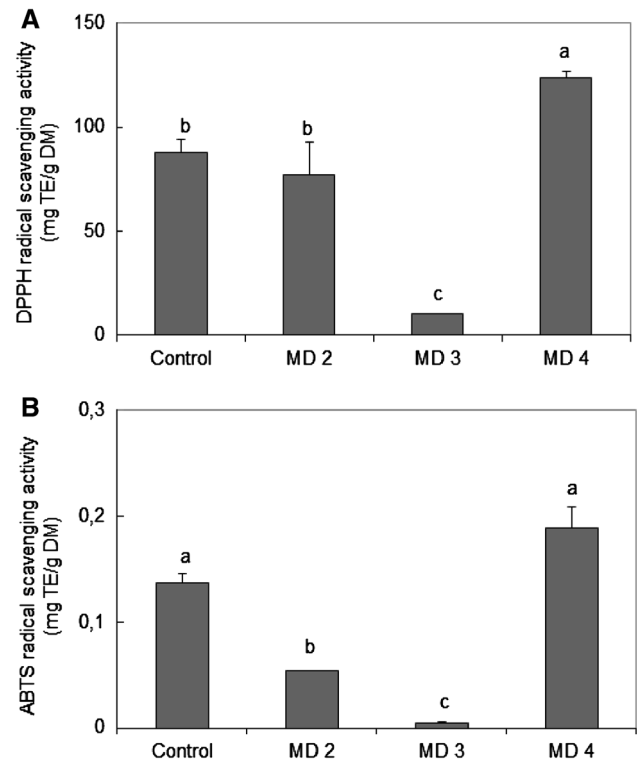 A
DPPH radical scavenging activity
(mg TE/g DM)
150
100
50
0
b
b
c
a
Control
MD 2
MD 3
MD 4
B
ABTS radical scavenging activity
(mg TE/g DM)
0,3
0,2
0,1
0
a
b
c
a
Control
MD 2
MD 3
MD 4